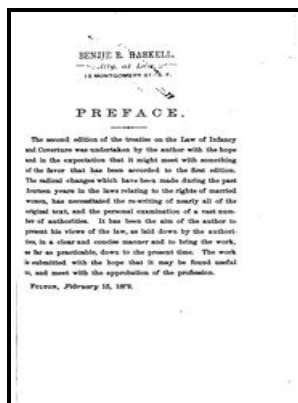 BENJIE B. HASKELL,
15 MONTGOMERY ST. S. F.
PREFACE.
The second edition of the treatise on the Law of Infancy
and Coverture was undertaken by the author with the hope
and in the expectation that it might meet with something
of the favor that has been accorded to the first edition.
The radical changes which have been made during the past
fourteen years in the laws relating to the rights of married
women, has necessitated the re-writing of nearly all of the
original text, and the personal examination of a vast num-
ber of authorities. It has been the aim of the author to
present his views of the law, as laid down by the authori-
ties, in a clear and concise manner and to bring the work,
as far as practicable, down to the present time. The work
is submitted with the hope that it may be found useful
to, and meet with the approbation of the profession.
FULTON, February 15,